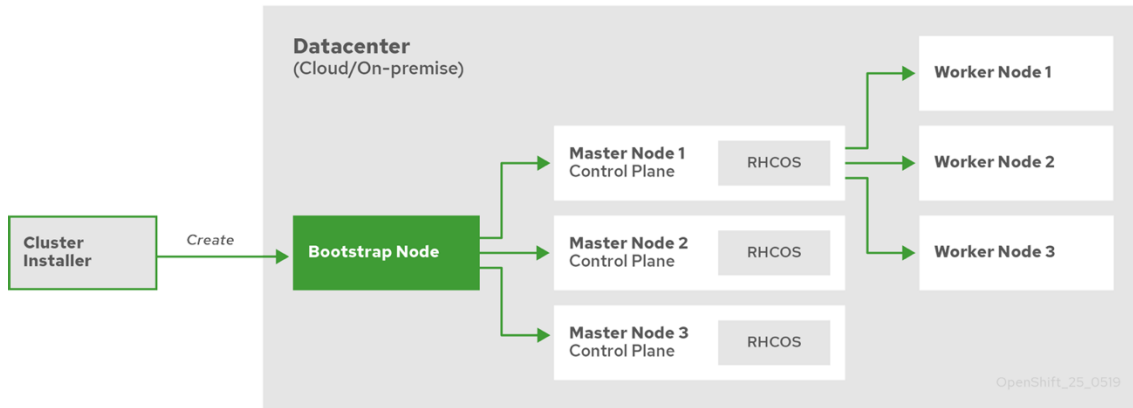 Datacenter
(Cloud/On-premise)
Cluster
Installer
Create
Bootstrap Node
Master Node 1
Control Plane
RHCOS
Master Node 2
Control Plane
RHCOS
Master Node 3
Control Plane
RHCOS
Worker Node 1
Worker Node 2
Worker Node 3
OpenShift_25_0519